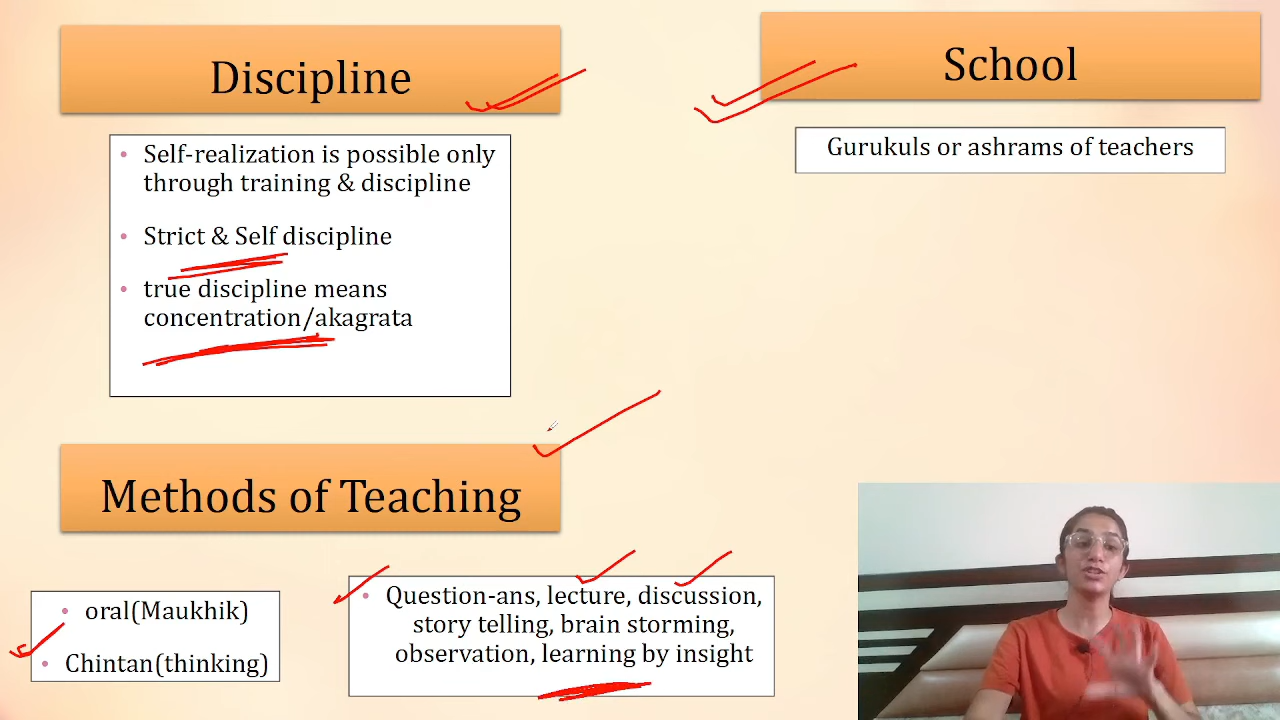 Discipline
• Self-realization is possible only
through training & discipline
• Strict & Self discipline
• true discipline means
concentration/akagrata
School
Gurukuls or ashrams of teachers
Methods of Teaching
• oral(Maukhik)
• Chintan(thinking)
• Question-ans, lecture, discussion,
story telling, brain storming,
observation, learning by insight